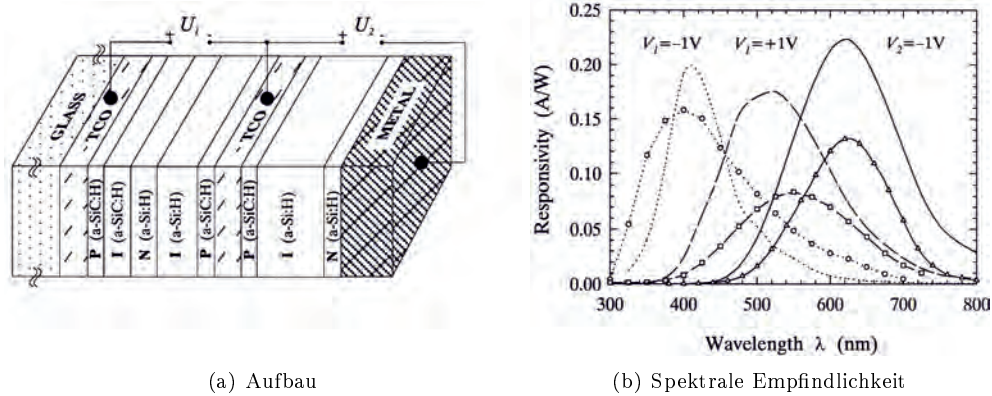 + U₁ - + U₂ -
GLASS
TCO
TCO
METAL
P (a-SiC:H)
I (a-SiC:H)
N (a-Si:H)
I (a-Si:H)
P (a-SiC:H)
P (a-SiC:H)
I (a-Si:H)
N (a-Si:H)
(a) Aufbau
Responsivity (A/W)
0.25
0.20
0.15
0.10
0.05
0.00
V₁=-1V V₁=+1V V₂=-1V
300 400 500 600 700 800
Wavelength λ (nm)
(b) Spektrale Empfindlichkeit